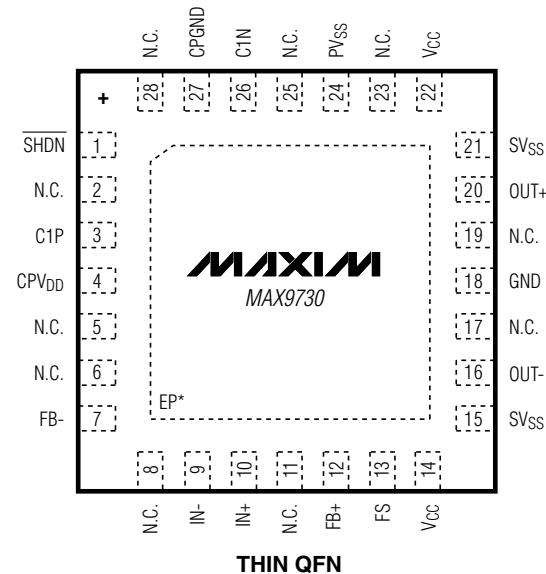 N.C. CPGND C1N N.C. PVSS N.C. VCC
28 27 26 25 24 23 22
+
SHDN 1
N.C. 2
C1P 3
CPVDD 4
N.C. 5
N.C. 6
FB- 7
21 SVSS
20 OUT+
19 N.C.
18 GND
17 N.C.
16 OUT-
15 SVSS
MAXIM
MAX9730
EP*
8 9 10 11 12 13 14
N.C. IN- IN+ N.C. FB+ FS VCC
THIN QFN